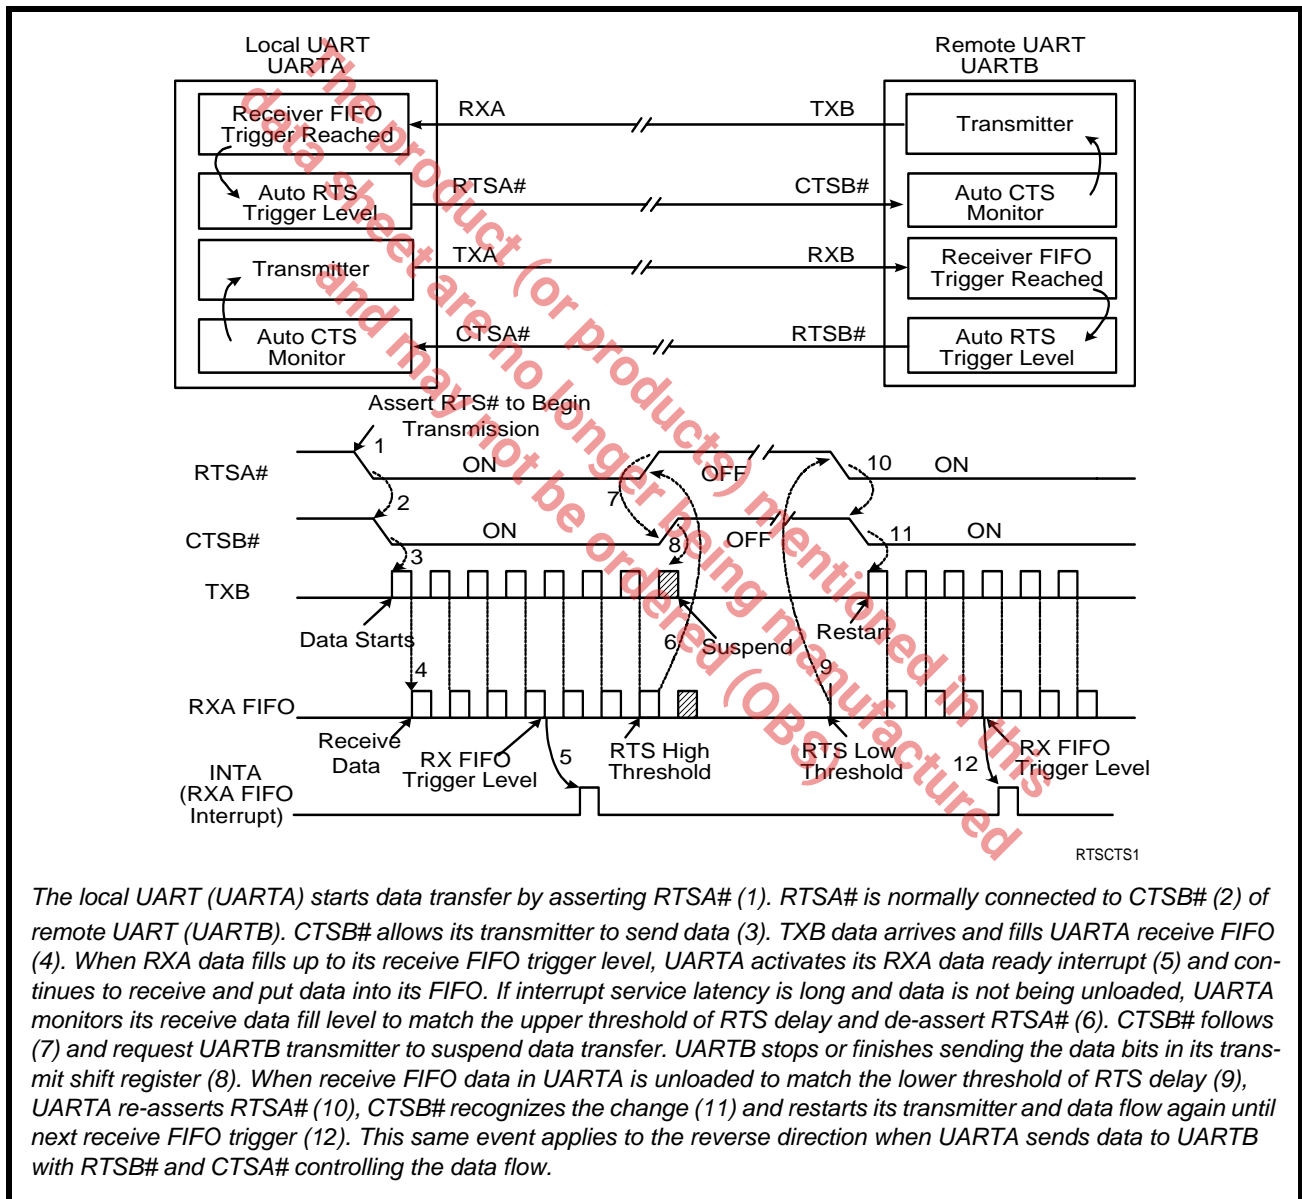 Local UART
UARTA
Remote UART
UARTB
Receiver FIFO
Trigger Reached
RXA
TXB
Transmitter
Auto RTS
Trigger Level
RTSA#
CTSB#
Auto CTS
Monitor
Transmitter
TXA
RXB
Receiver FIFO
Trigger Reached
Auto CTS
Monitor
CTSA#
RTSB#
Auto RTS
Trigger Level
Assert RTS# to Begin
Transmission
1
RTSA#
ON
OFF
10
ON
2
7
CTSB#
ON
8
OFF
11
ON
3
TXB
Data Starts
6
Suspend
Restart
4
9
RXA FIFO
Receive
Data
RX FIFO
Trigger Level
5
RTS High
Threshold
RTS Low
Threshold
12
RX FIFO
Trigger Level
INTA
(RXA FIFO
Interrupt)
RTSCTS1
The product (or products) mentioned in this
data sheet are no longer being manufactured
and may not be ordered (OBS)
The local UART (UARTA) starts data transfer by asserting RTSA# (1). RTSA# is normally connected to CTSB# (2) of
remote UART (UARTB). CTSB# allows its transmitter to send data (3). TXB data arrives and fills UARTA receive FIFO
(4). When RXA data fills up to its receive FIFO trigger level, UARTA activates its RXA data ready interrupt (5) and con-
tinues to receive and put data into its FIFO. If interrupt service latency is long and data is not being unloaded, UARTA
monitors its receive data fill level to match the upper threshold of RTS delay and de-assert RTSA# (6). CTSB# follows
(7) and request UARTB transmitter to suspend data transfer. UARTB stops or finishes sending the data bits in its trans-
mit shift register (8). When receive FIFO data in UARTA is unloaded to match the lower threshold of RTS delay (9),
UARTA re-asserts RTSA# (10), CTSB# recognizes the change (11) and restarts its transmitter and data flow again until
next receive FIFO trigger (12). This same event applies to the reverse direction when UARTA sends data to UARTB
with RTSB# and CTSA# controlling the data flow.